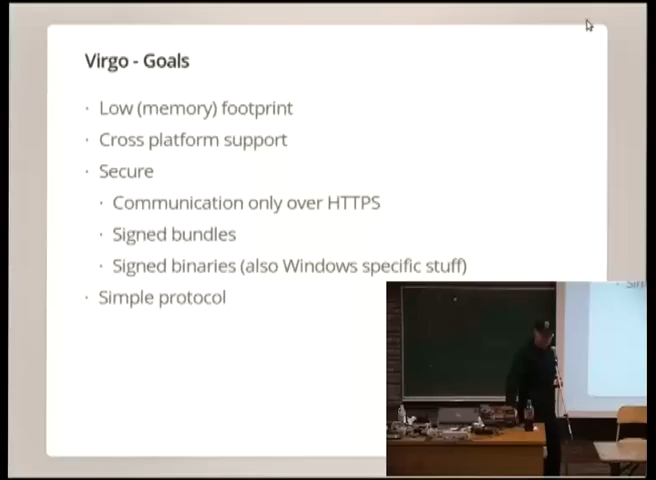 Virgo - Goals
· Low (memory) footprint
· Cross platform support
· Secure
· Communication only over HTTPS
· Signed bundles
· Signed binaries (also Windows specific stuff)
· Simple protocol